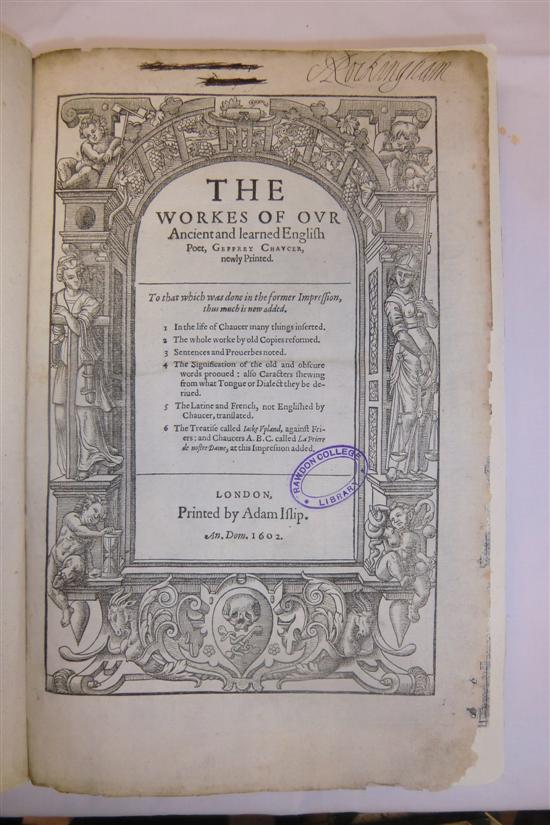 Rockingham
THE
WORKES OF OVR
Ancient and learned Engliſh
Poet, GEFFREY CHAVCER,
newly Printed.
To that which was done in the former Impreſſion,
thus much is now added.
1 In the life of Chaucer many things inſerted.
2 The whole worke by old Copies reformed.
3 Sentences and Prouerbes noted.
4 The Signification of the old and obſcure
words prooued: alſo Caracters ſhewing
from what Tongue or Dialect they be de-
riued.
5 The Latine and French, not Engliſhed by
Chaucer, tranſlated.
6 The Treatiſe called Iacke Vpland, againſt Fri-
ers: and Chaucers A.B.C. called La Priere
de noſtre Dame, at this Impreſſion added.
RAWDON COLLEGE
LIBRARY
LONDON,
Printed by Adam Iſlip.
An. Dom. 1602.